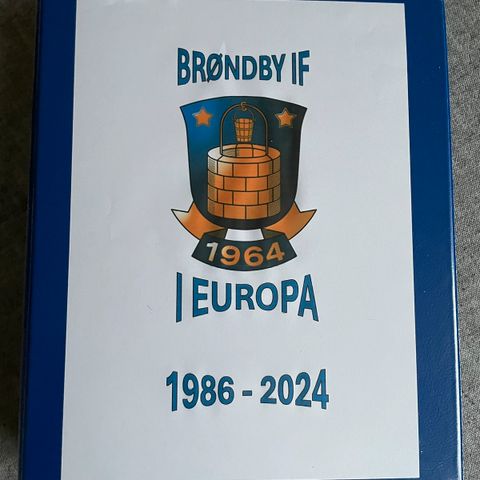 BRØNDBY IF
1964
I EUROPA
1986 - 2024